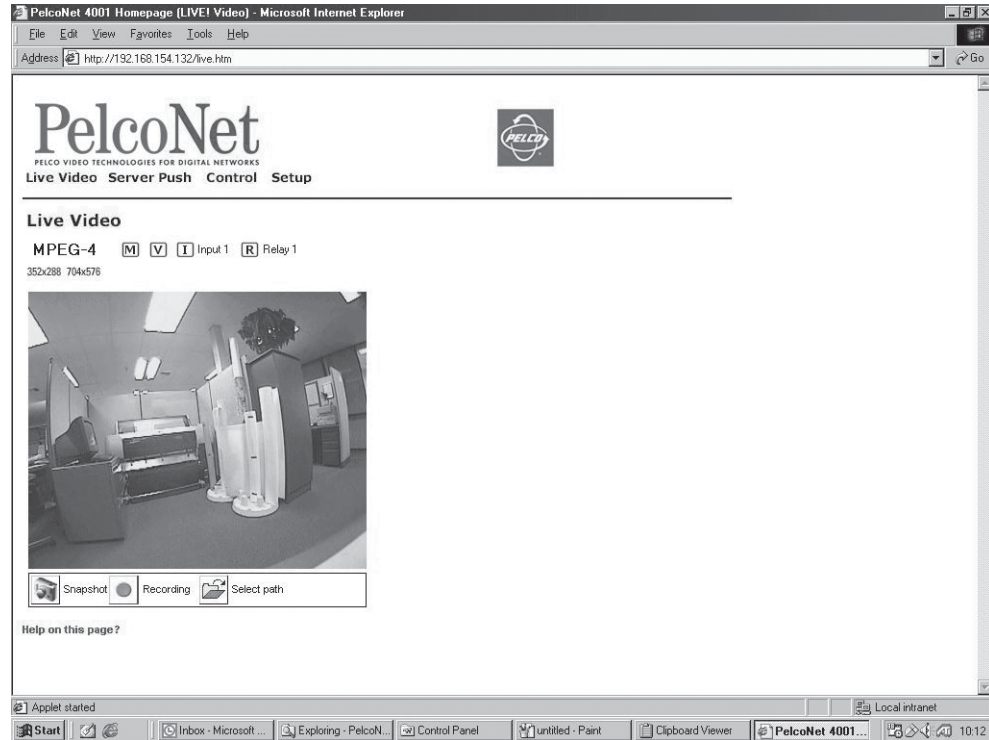 PelcoNet 4001 Homepage (LIVE! Video) - Microsoft Internet Explorer
File Edit View Favorites Tools Help
Address http://192.168.154.132/live.htm Go
PelcoNet
PELCO VIDEO TECHNOLOGIES FOR DIGITAL NETWORKS
PELCO
Live Video Server Push Control Setup
Live Video
MPEG-4 M V I Input 1 R Relay 1
352x288 704x576
Snapshot Recording Select path
Help on this page?
Applet started Local intranet
Start Inbox - Microsoft ... Exploring - PelcoN... Control Panel untitled - Paint Clipboard Viewer PelcoNet 4001... 10:12